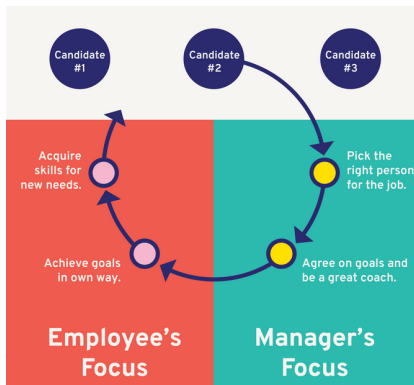 Candidate
#1
Candidate
#2
Candidate
#3
Acquire
skills for
new needs.
Pick the
right person
for the job.
Achieve goals
in own way.
Agree on goals and
be a great coach.
Employee's
Focus
Manager's
Focus